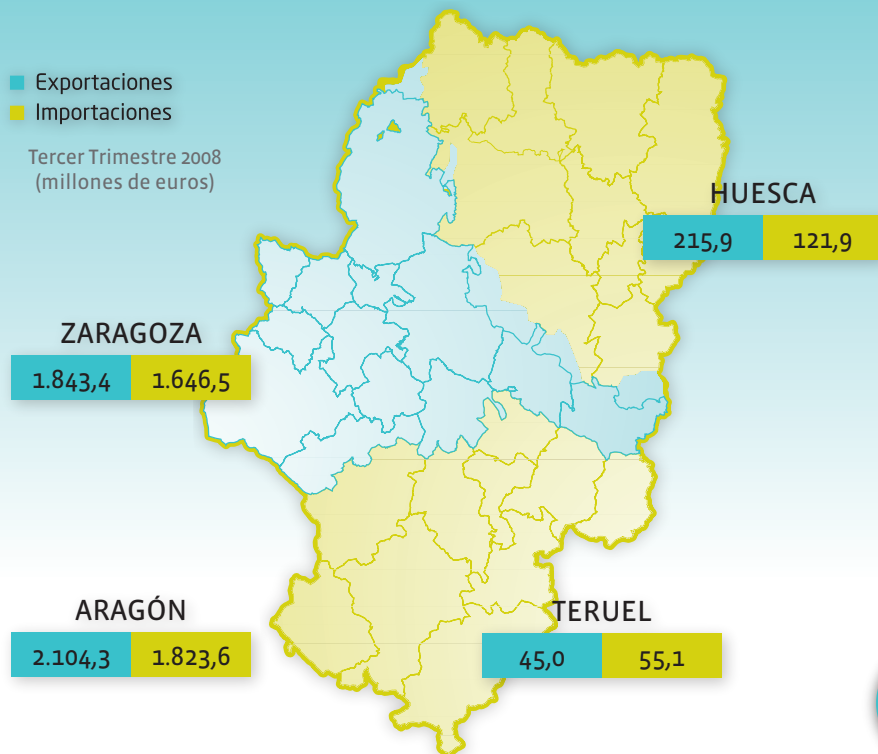 Exportaciones
Importaciones
Tercer Trimestre 2008
(millones de euros)
HUESCA
215,9 121,9
ZARAGOZA
1.843,4 1.646,5
ARAGÓN
2.104,3 1.823,6
TERUEL
45,0 55,1